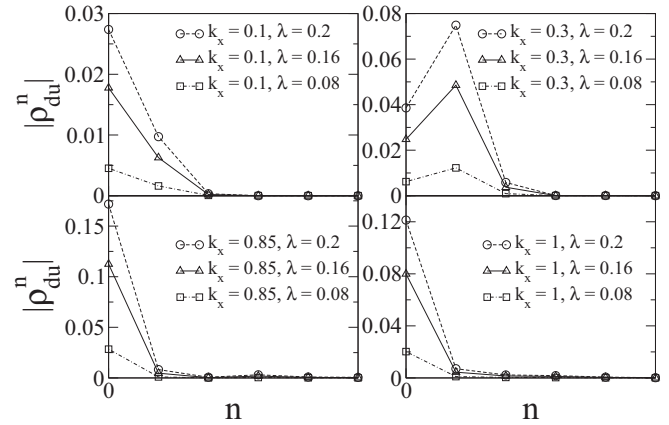 0.03
0.02
0.01
0
|ρⁿ_du|
k_x = 0.1, λ = 0.2
k_x = 0.1, λ = 0.16
k_x = 0.1, λ = 0.08
0.08
0.06
0.04
0.02
0
k_x = 0.3, λ = 0.2
k_x = 0.3, λ = 0.16
k_x = 0.3, λ = 0.08
0.15
0.1
0.05
0
|ρⁿ_du|
k_x = 0.85, λ = 0.2
k_x = 0.85, λ = 0.16
k_x = 0.85, λ = 0.08
0
n
0.12
0.08
0.04
0
k_x = 1, λ = 0.2
k_x = 1, λ = 0.16
k_x = 1, λ = 0.08
0
n